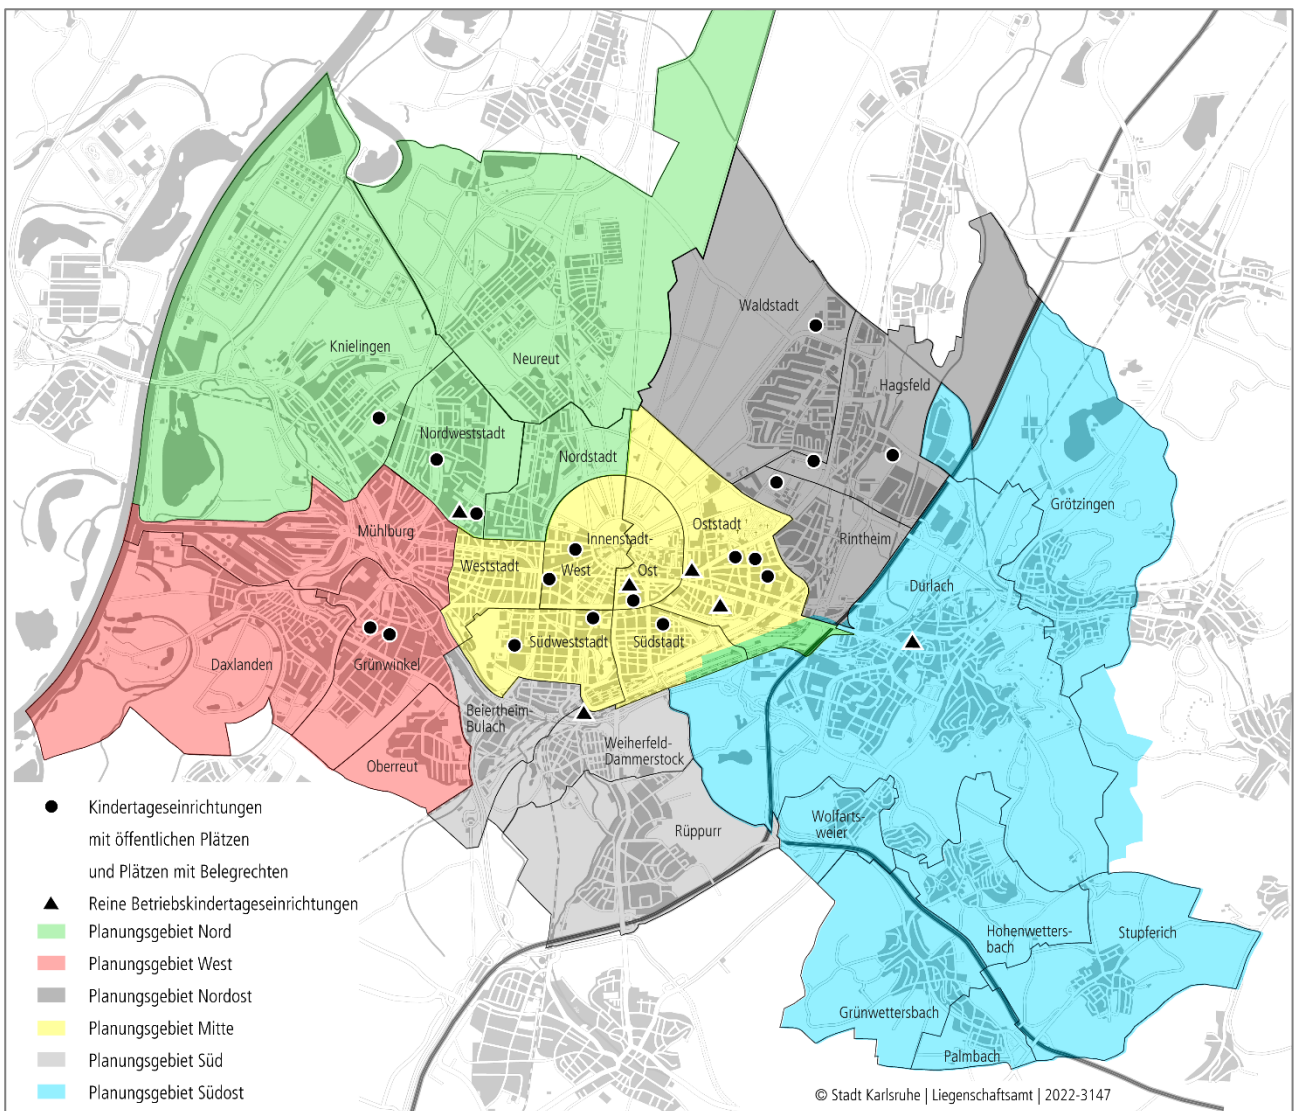 Waldstadt
Knielingen
Neureut
Hagsfeld
Nordweststadt
Nordstadt
Grötzingen
Mühlburg
Oststadt
Innenstadt-
Rintheim
Weststadt
West
Ost
Durlach
Südweststadt
Südstadt
Daxlanden
Grünwinkel
Beiertheim-
Bulach
Weiherfeld-
Dammerstock
Oberreut
Rüppurr
Wolfarts-
weier
Hohenwetters-
bach
Stupferich
Grünwettersbach
Palmbach
Kindertageseinrichtungen
mit öffentlichen Plätzen
und Plätzen mit Belegrechten
Reine Betriebskindertageseinrichtungen
Planungsgebiet Nord
Planungsgebiet West
Planungsgebiet Nordost
Planungsgebiet Mitte
Planungsgebiet Süd
Planungsgebiet Südost
© Stadt Karlsruhe | Liegenschaftsamt | 2022-3147